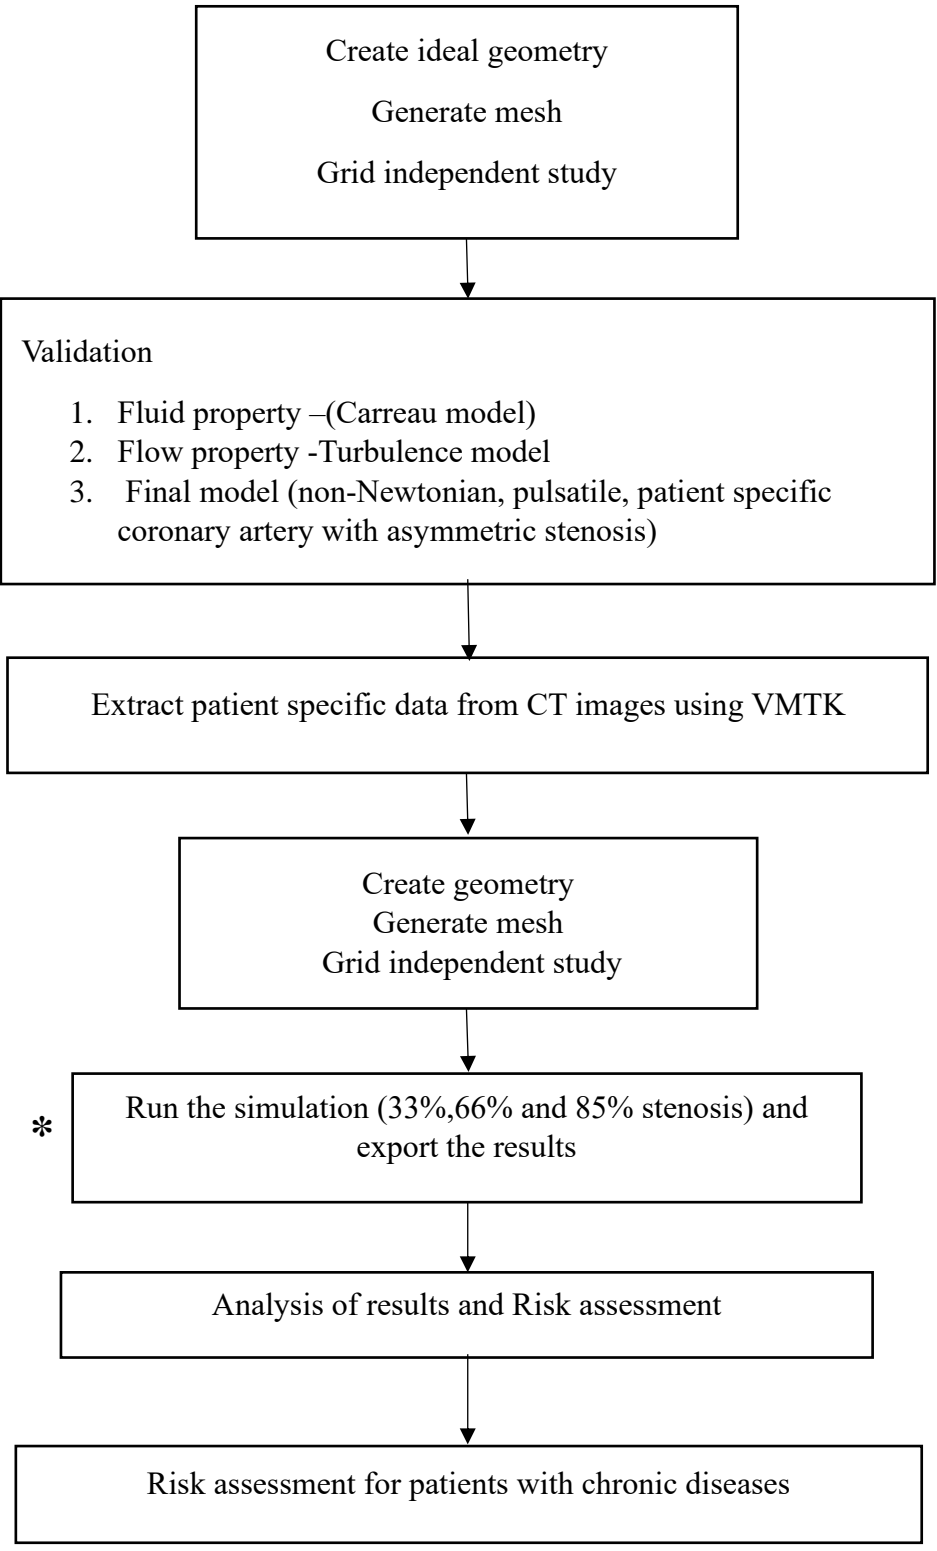 Create ideal geometry
Generate mesh
Grid independent study
Validation
1. Fluid property –(Carreau model)
2. Flow property -Turbulence model
3. Final model (non-Newtonian, pulsatile, patient specific
coronary artery with asymmetric stenosis)
Extract patient specific data from CT images using VMTK
Create geometry
Generate mesh
Grid independent study
*
Run the simulation (33%,66% and 85% stenosis) and
export the results
Analysis of results and Risk assessment
Risk assessment for patients with chronic diseases